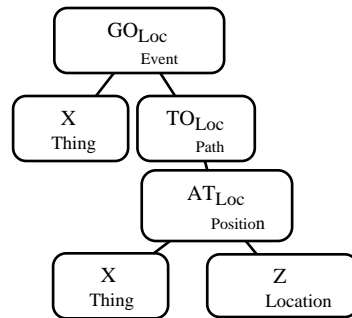 GO Loc
Event
X
Thing
TO Loc
Path
AT Loc
Position
X
Thing
Z
Location